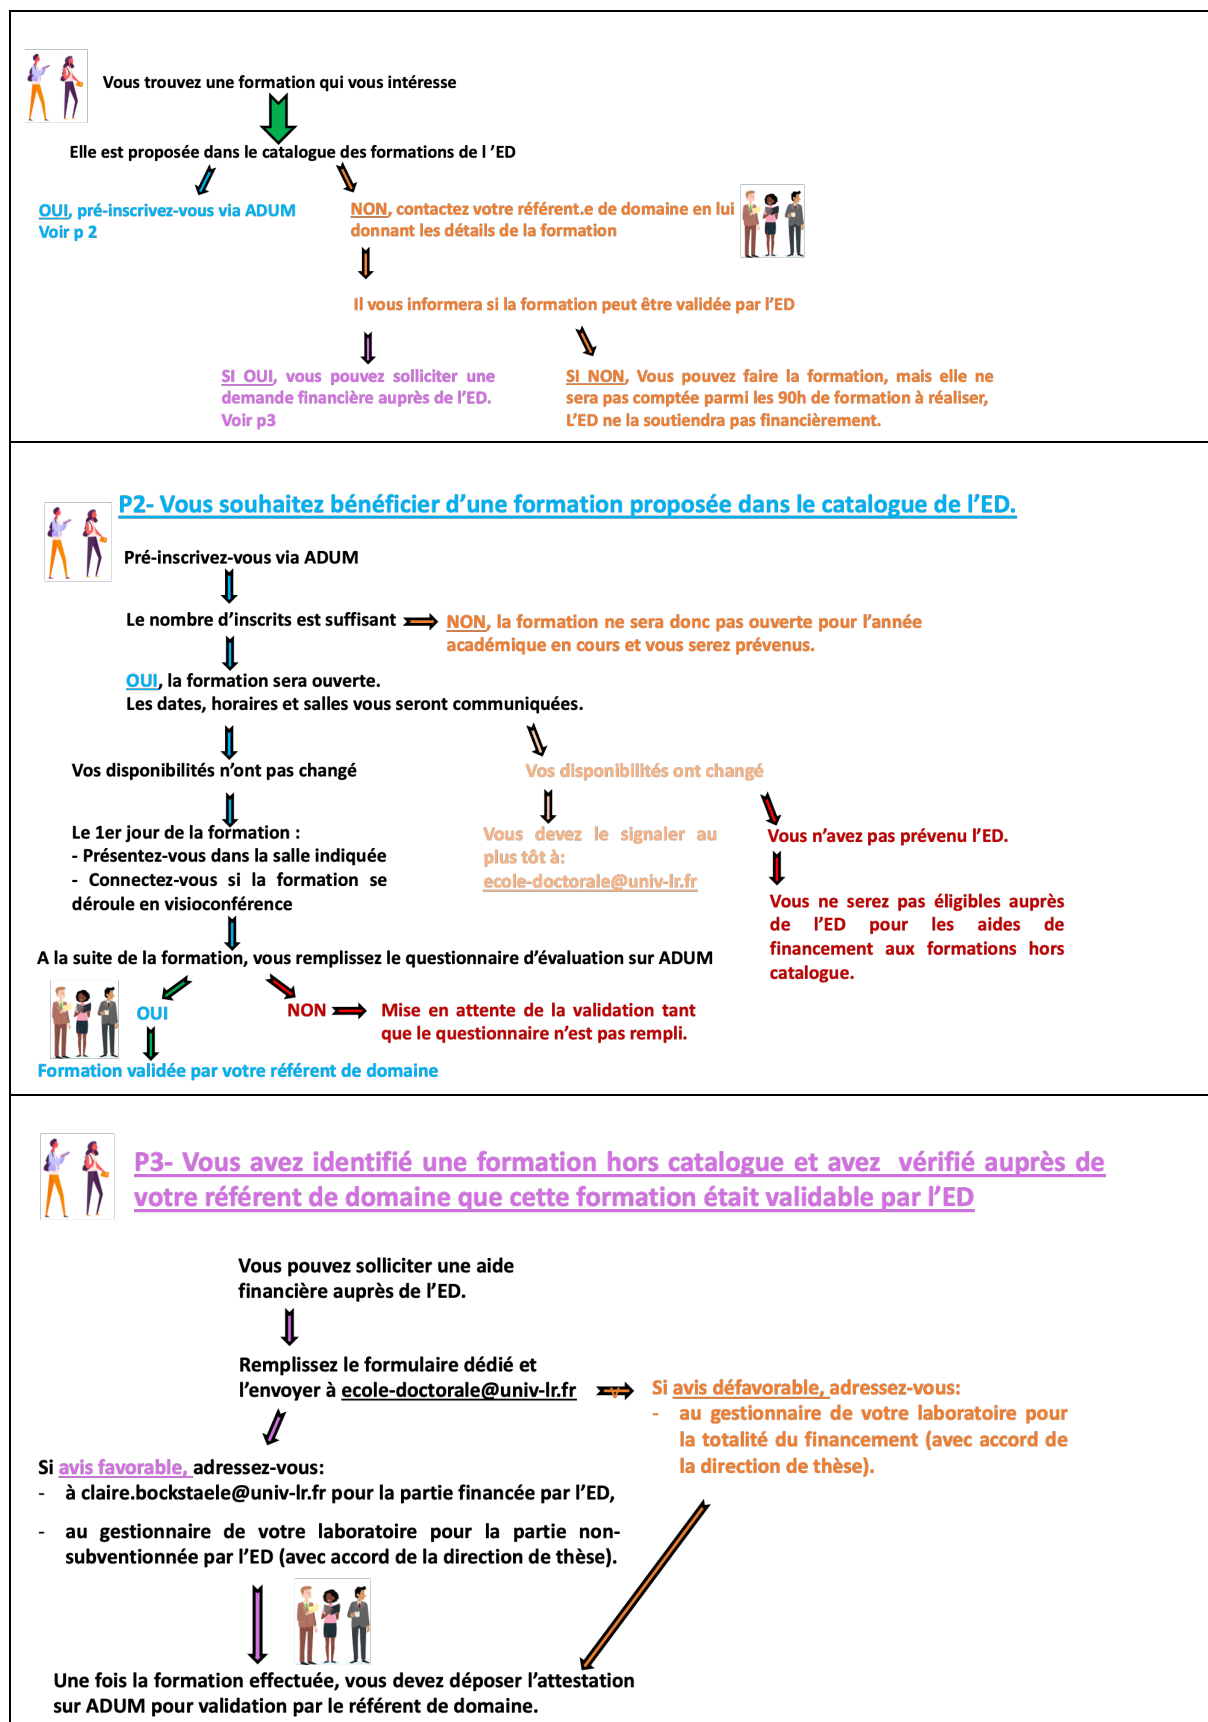 Vous trouvez une formation qui vous intéresse
Elle est proposée dans le catalogue des formations de l 'ED
OUI, pré-inscrivez-vous via ADUM
Voir p 2
NON, contactez votre référent.e de domaine en lui
donnant les détails de la formation
Il vous informera si la formation peut être validée par l'ED
SI OUI, vous pouvez solliciter une
demande financière auprès de l'ED.
Voir p3
SI NON, Vous pouvez faire la formation, mais elle ne
sera pas comptée parmi les 90h de formation à réaliser,
L'ED ne la soutiendra pas financièrement.
P2- Vous souhaitez bénéficier d'une formation proposée dans le catalogue de l'ED.
Pré-inscrivez-vous via ADUM
Le nombre d'inscrits est suffisant
NON, la formation ne sera donc pas ouverte pour l'année
académique en cours et vous serez prévenus.
OUI, la formation sera ouverte.
Les dates, horaires et salles vous seront communiquées.
Vos disponibilités n'ont pas changé
Vos disponibilités ont changé
Le 1er jour de la formation :
- Présentez-vous dans la salle indiquée
- Connectez-vous si la formation se
déroule en visioconférence
Vous devez le signaler au
plus tôt à:
ecole-doctorale@univ-lr.fr
Vous n'avez pas prévenu l'ED.
Vous ne serez pas éligibles auprès
de l'ED pour les aides de
financement aux formations hors
catalogue.
A la suite de la formation, vous remplissez le questionnaire d'évaluation sur ADUM
OUI
NON
Mise en attente de la validation tant
que le questionnaire n'est pas rempli.
Formation validée par votre référent de domaine
P3- Vous avez identifié une formation hors catalogue et avez vérifié auprès de
votre référent de domaine que cette formation était validable par l'ED
Vous pouvez solliciter une aide
financière auprès de l'ED.
Remplissez le formulaire dédié et
l'envoyer à ecole-doctorale@univ-lr.fr
Si avis défavorable, adressez-vous:
- au gestionnaire de votre laboratoire pour
la totalité du financement (avec accord de
la direction de thèse).
Si avis favorable, adressez-vous:
- à claire.bockstaele@univ-lr.fr pour la partie financée par l'ED,
- au gestionnaire de votre laboratoire pour la partie non-
subventionnée par l'ED (avec accord de la direction de thèse).
Une fois la formation effectuée, vous devez déposer l'attestation
sur ADUM pour validation par le référent de domaine.